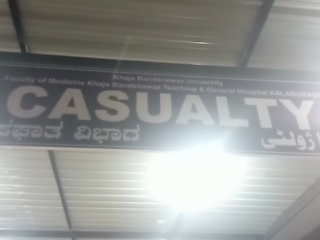 Khaja Bandanawaz University
Faculty of Medicine Khaja Bandanawaz Teaching & General Hospital KALABURAGI
CASUALTY
ವಿಭಾಗ